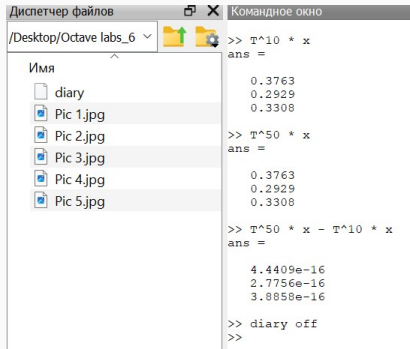 Диспетчер файлов
/Desktop/Octave labs_6
Имя
diary
Pic 1.jpg
Pic 2.jpg
Pic 3.jpg
Pic 4.jpg
Pic 5.jpg
Командное окно
>> T^10 * x
ans =
0.3763
0.2929
0.3308
>> T^50 * x
ans =
0.3763
0.2929
0.3308
>> T^50 * x - T^10 * x
ans =
4.4409e-16
2.7756e-16
3.8858e-16
>> diary off
>>